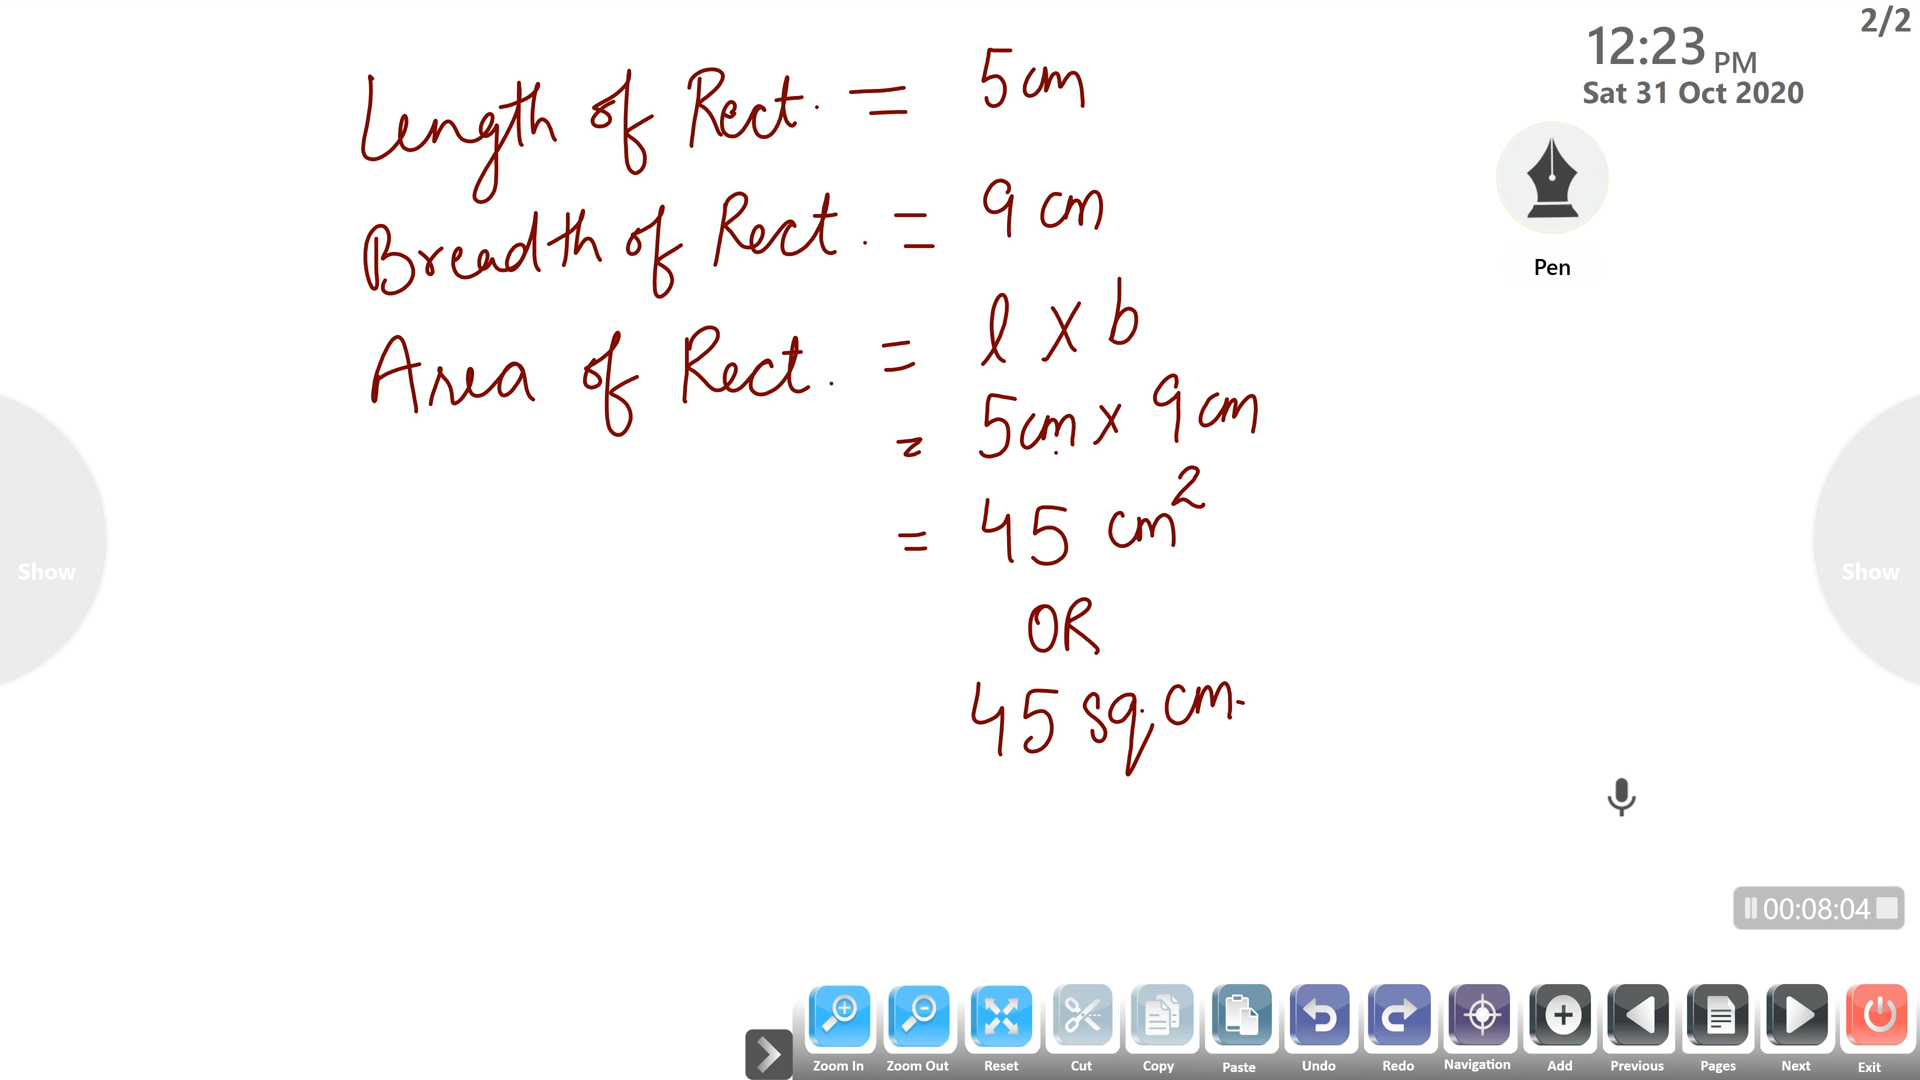 2/2
12:23 PM
Sat 31 Oct 2020
Pen
Length of Rect. = 5 cm
Breadth of Rect. = 9 cm
Area of Rect. = l x b
= 5cm x 9 cm
= 45 cm²
OR
45 sq. cm.
Show
Show
00:08:04
Zoom In Zoom Out Reset Cut Copy Paste Undo Redo Navigation Add Previous Pages Next Exit